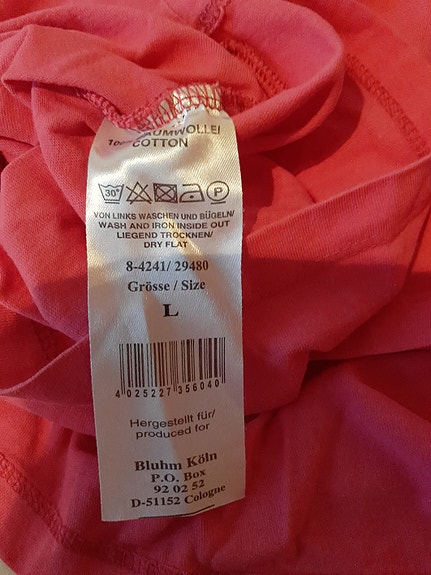 COTTON
30°
P
VON LINKS WASCHEN UND BÜGELN/
WASH AND IRON INSIDE OUT
LIEGEND TROCKNEN/
DRY FLAT
8-4241/ 29480
Grösse / Size
L
4 025227 356040
Hergestellt für/
produced for
Bluhm Köln
P.O. Box
92 02 52
D-51152 Cologne